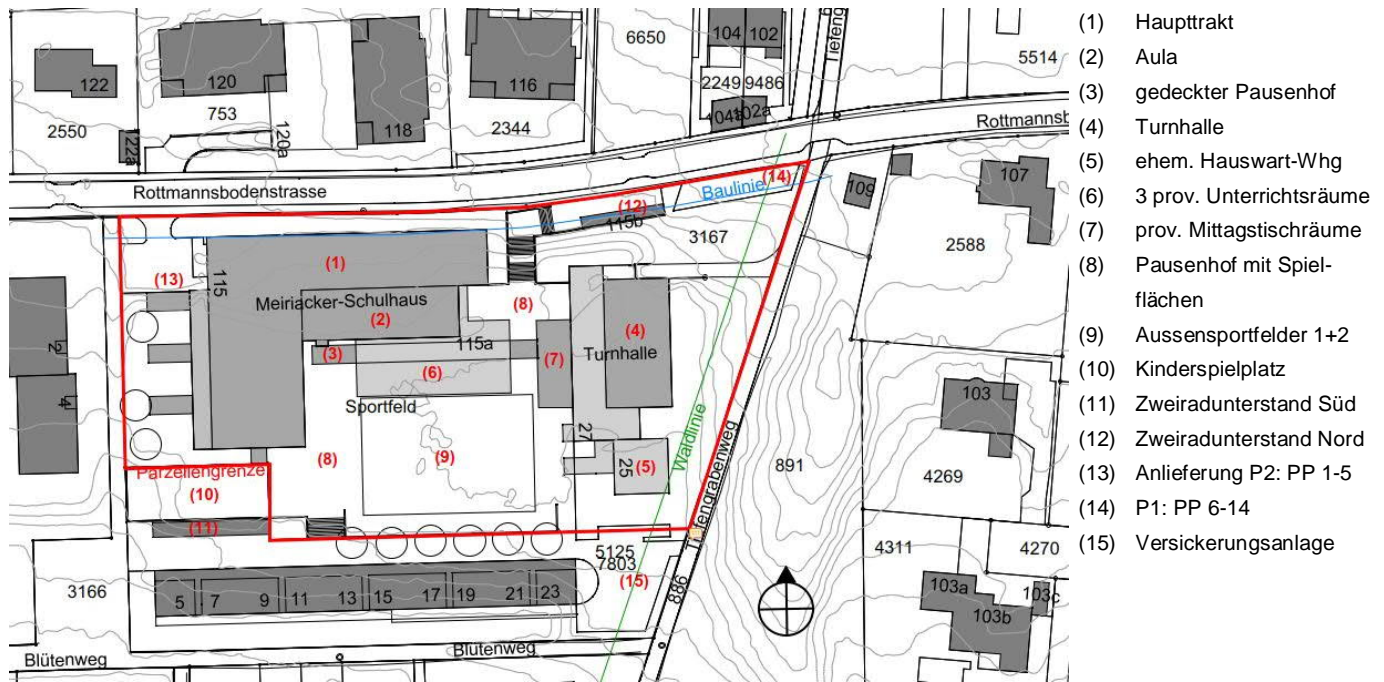 104
102
6650
5514
122
120
116
2249
9486
Tiefengr
753
118
104a
102a
2550
122a
120a
2344
Rottmannsb
Rottmannsbodenstrasse
Baulinie
(14)
109
107
(12)
115b
3167
2588
(1)
(13)
115
Meiriacker-Schulhaus
(8)
(2)
(4)
115a
(3)
(7)
Turnhalle
2
(6)
4
Sportfeld
103
Waldlinie
27
(8)
(9)
25
(5)
Parzellengrenze
(10)
891
4269
Tiefengrabenweg
(11)
5125
7803
4311
4270
(15)
886
3166
5
7
9
11
13
15
17
19
21
23
103a
103c
103b
Blütenweg
Blütenweg
(1) Haupttrakt
(2) Aula
(3) gedeckter Pausenhof
(4) Turnhalle
(5) ehem. Hauswart-Whg
(6) 3 prov. Unterrichtsräume
(7) prov. Mittagstischräume
(8) Pausenhof mit Spiel-
flächen
(9) Aussensportfelder 1+2
(10) Kinderspielplatz
(11) Zweiradunterstand Süd
(12) Zweiradunterstand Nord
(13) Anlieferung P2: PP 1-5
(14) P1: PP 6-14
(15) Versickerungsanlage